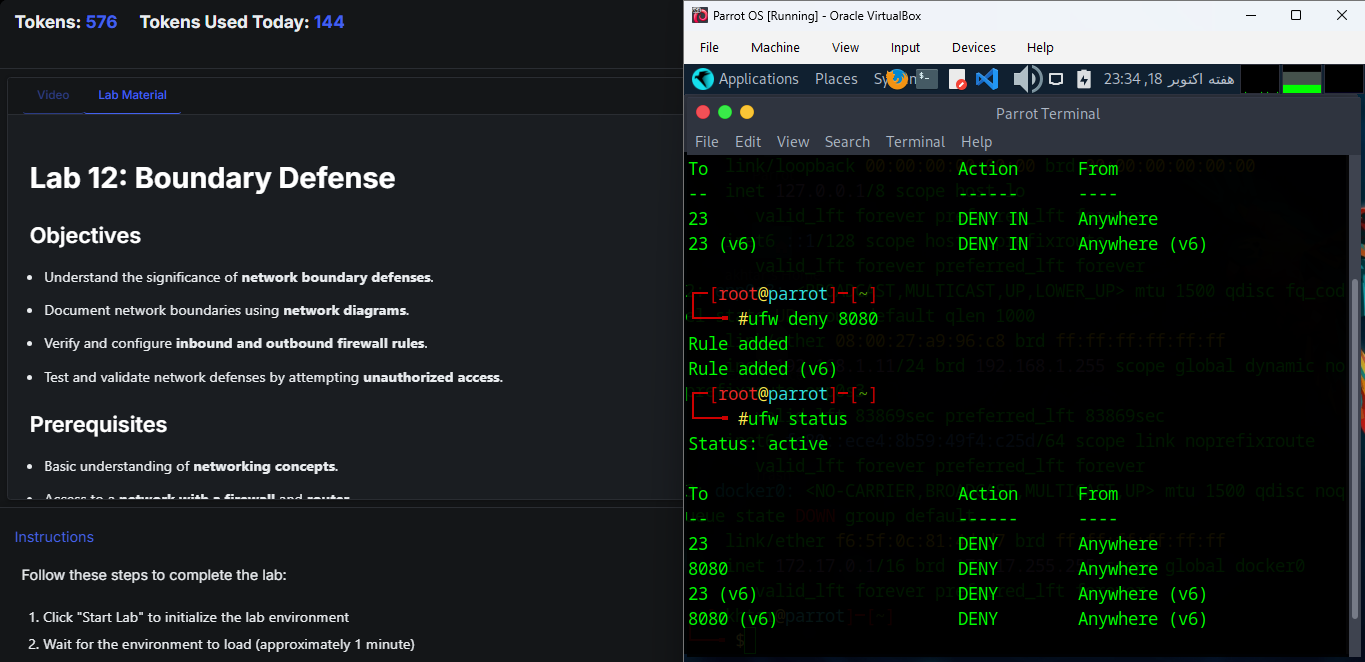 Tokens: 576 Tokens Used Today: 144
Video Lab Material
Lab 12: Boundary Defense
Objectives
• Understand the significance of network boundary defenses.
• Document network boundaries using network diagrams.
• Verify and configure inbound and outbound firewall rules.
• Test and validate network defenses by attempting unauthorized access.
Prerequisites
• Basic understanding of networking concepts.
• Access to a network with a firewall and router.
Instructions
Follow these steps to complete the lab:
1. Click "Start Lab" to initialize the lab environment
2. Wait for the environment to load (approximately 1 minute)
Parrot OS [Running] - Oracle VirtualBox
File Machine View Input Devices Help
Applications Places هفته اکتوبر 18, 23:34
Parrot Terminal
File Edit View Search Terminal Help
To Action From
-- ------ ----
23 DENY IN Anywhere
23 (v6) DENY IN Anywhere (v6)
┌─[root@parrot]─[~]
└──╼ #ufw deny 8080
Rule added
Rule added (v6)
┌─[root@parrot]─[~]
└──╼ #ufw status
Status: active
To Action From
-- ------ ----
23 DENY Anywhere
8080 DENY Anywhere
23 (v6) DENY Anywhere (v6)
8080 (v6) DENY Anywhere (v6)